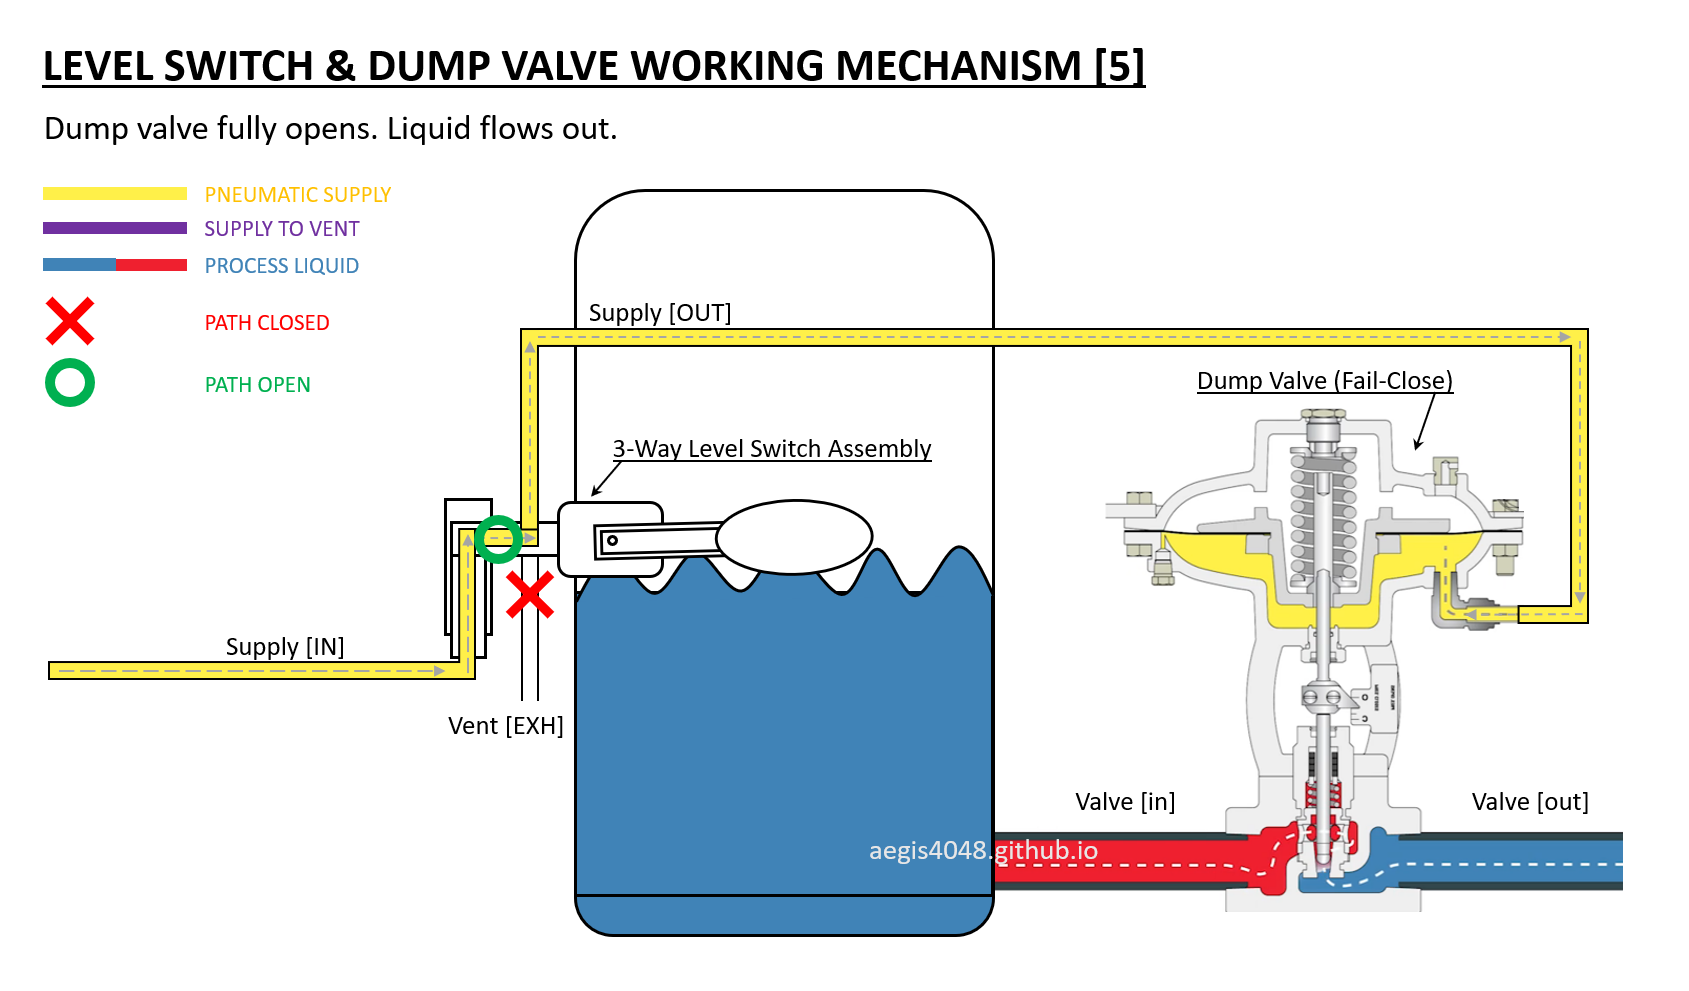 LEVEL SWITCH & DUMP VALVE WORKING MECHANISM [5]
Dump valve fully opens. Liquid flows out.
PNEUMATIC SUPPLY
SUPPLY TO VENT
PROCESS LIQUID
PATH CLOSED
PATH OPEN
Supply [OUT]
Dump Valve (Fail-Close)
3-Way Level Switch Assembly
Supply [IN]
Vent [EXH]
Valve [in]
Valve [out]
aegis4048.github.io